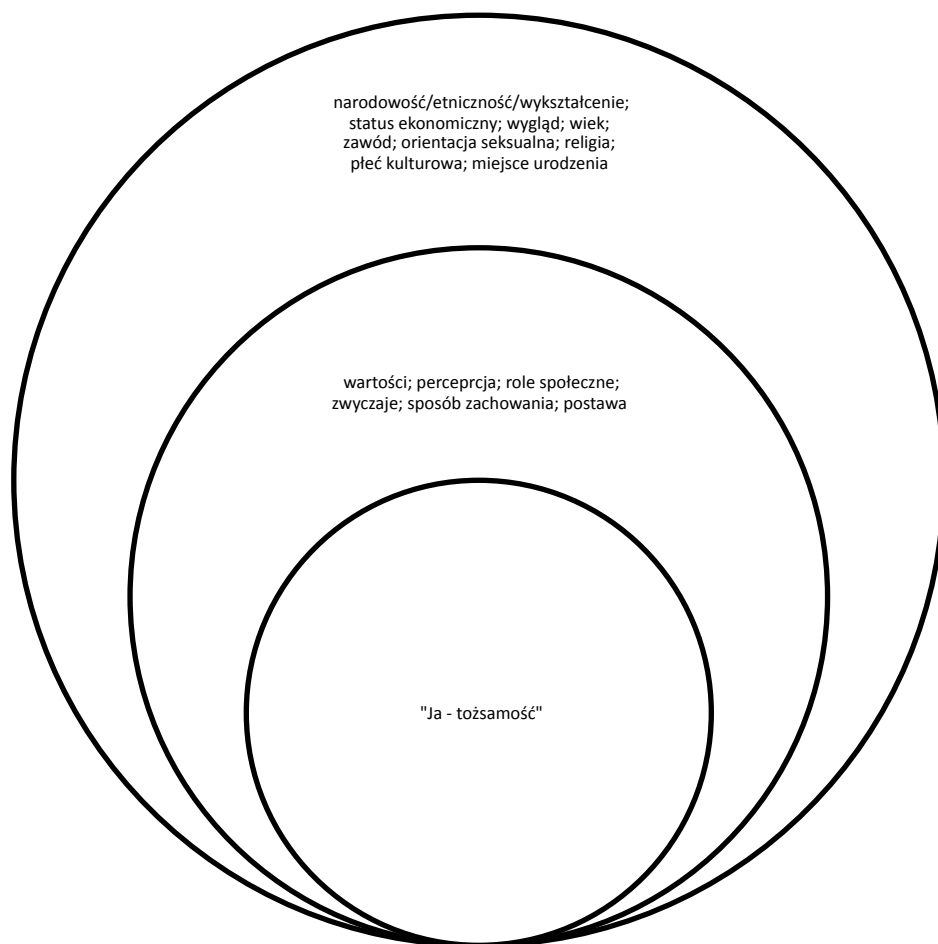 narodowość/etniczność/wykształcenie;
status ekonomiczny; wygląd; wiek;
zawód; orientacja seksualna; religia;
płeć kulturowa; miejsce urodzenia
wartości; perceprcja; role społeczne;
zwyczaje; sposób zachowania; postawa
"Ja - tożsamość"